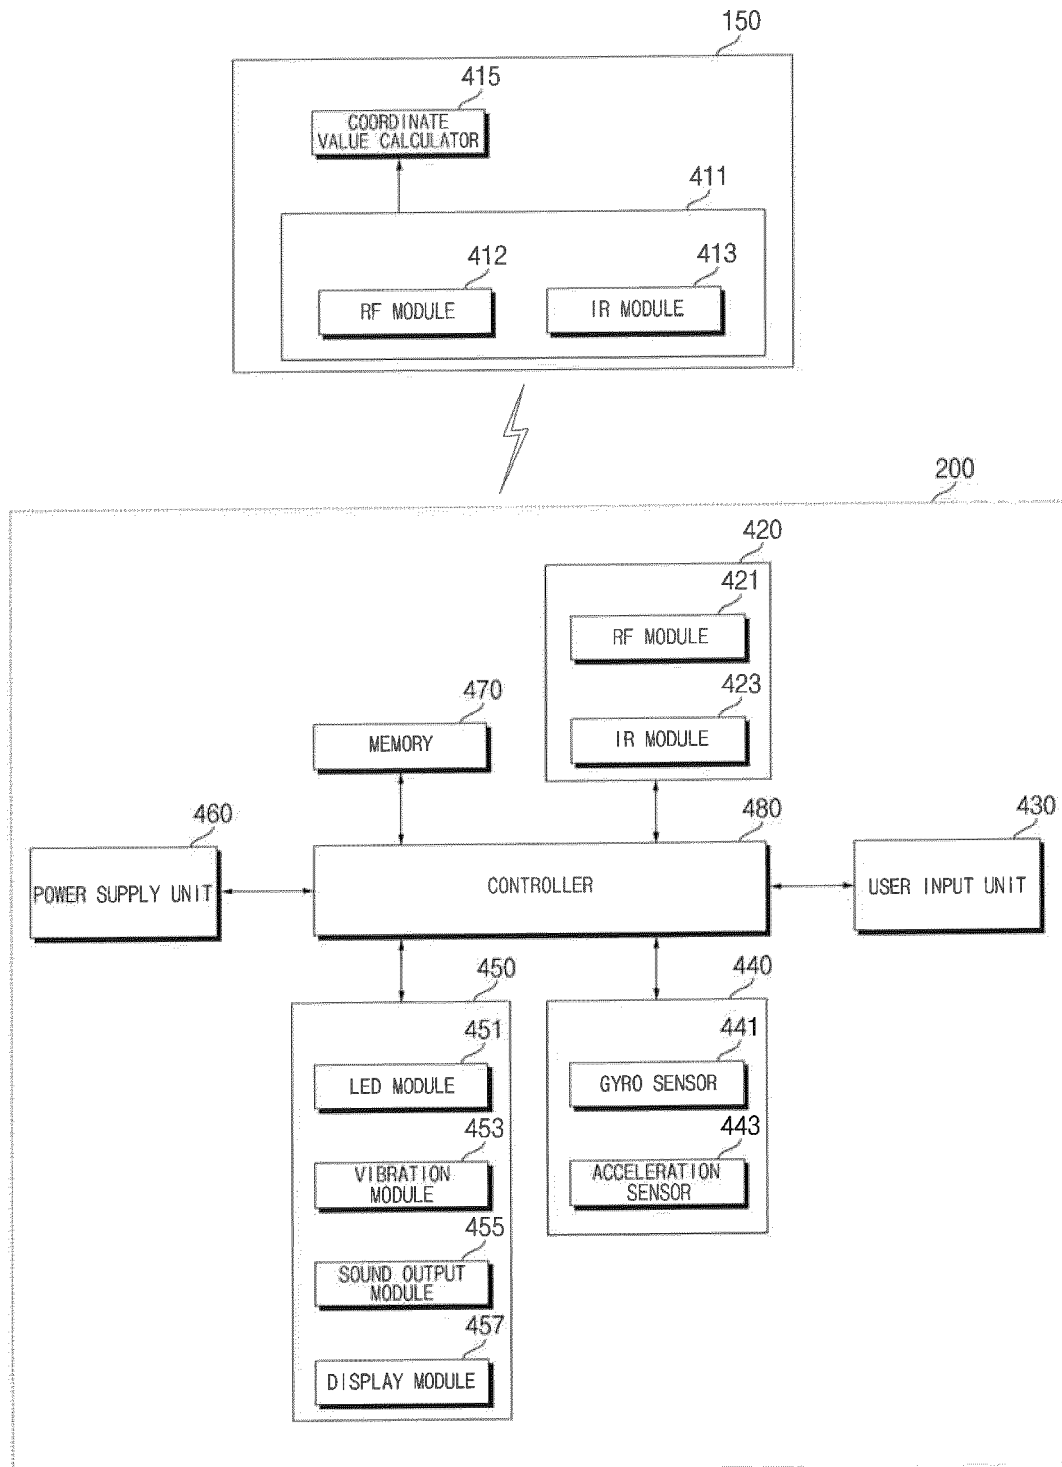 150
415
COORDINATE
VALUE CALCULATOR
411
412
413
RF MODULE
IR MODULE
200
420
421
RF MODULE
470
423
MEMORY
IR MODULE
460
480
430
POWER SUPPLY UNIT
CONTROLLER
USER INPUT UNIT
450
440
451
441
LED MODULE
GYRO SENSOR
453
443
VIBRATION
MODULE
ACCELERATION
SENSOR
455
SOUND OUTPUT
MODULE
457
DISPLAY MODULE